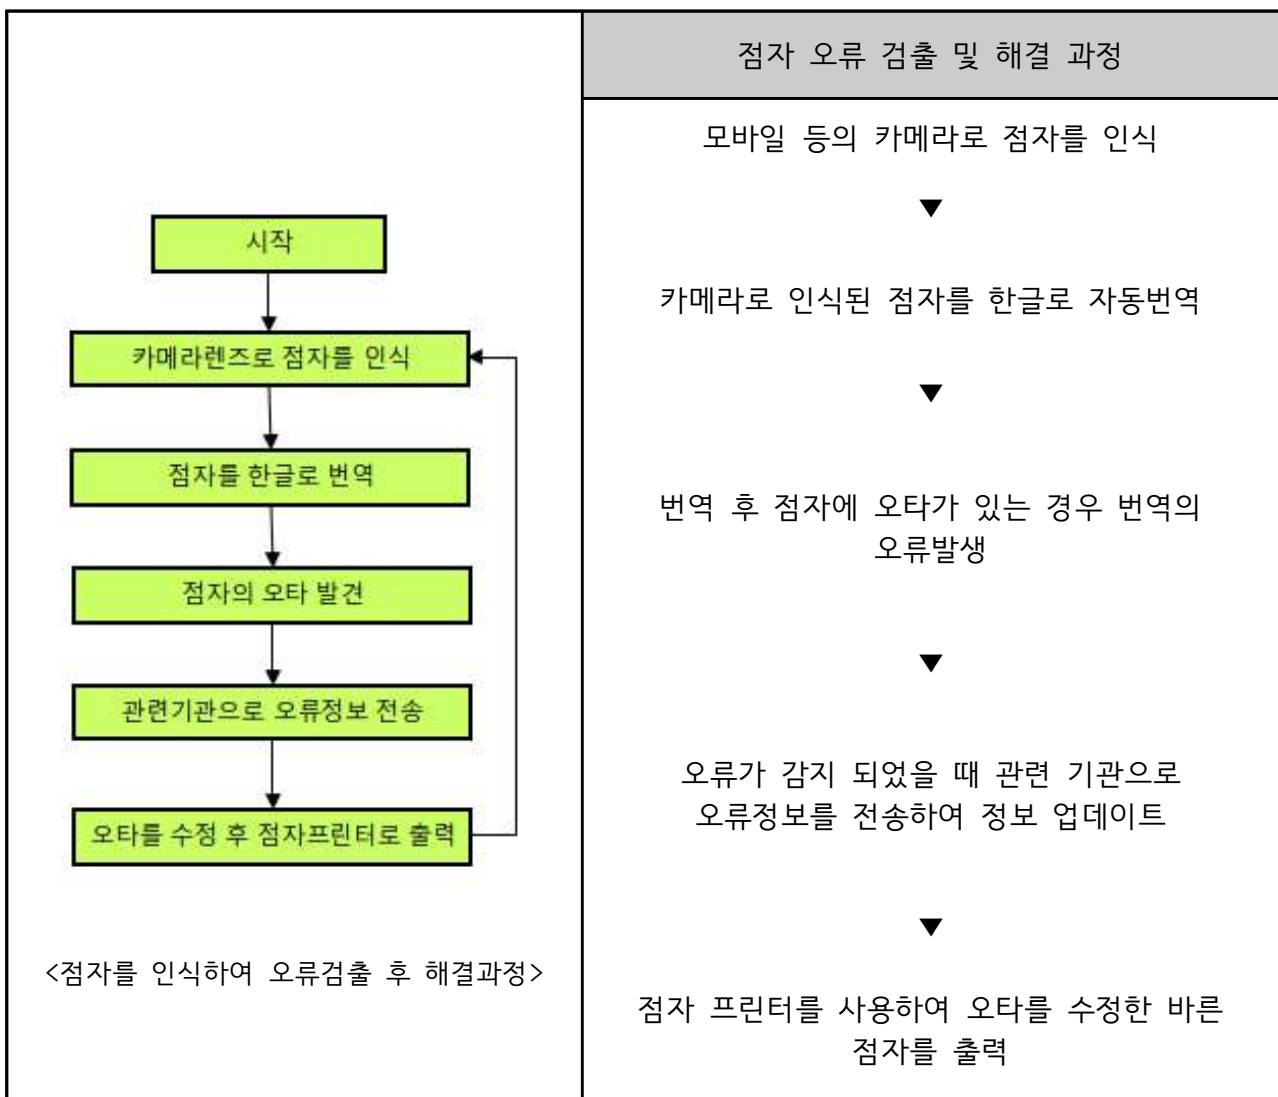 시작
카메라렌즈로 점자를 인식
점자를 한글로 번역
점자의 오타 발견
관련기관으로 오류정보 전송
오타를 수정 후 점자프린터로 출력
<점자를 인식하여 오류검출 후 해결과정>
점자 오류 검출 및 해결 과정
모바일 등의 카메라로 점자를 인식
▼
카메라로 인식된 점자를 한글로 자동번역
▼
번역 후 점자에 오타가 있는 경우 번역의
오류발생
▼
오류가 감지 되었을 때 관련 기관으로
오류정보를 전송하여 정보 업데이트
▼
점자 프린터를 사용하여 오타를 수정한 바른
점자를 출력